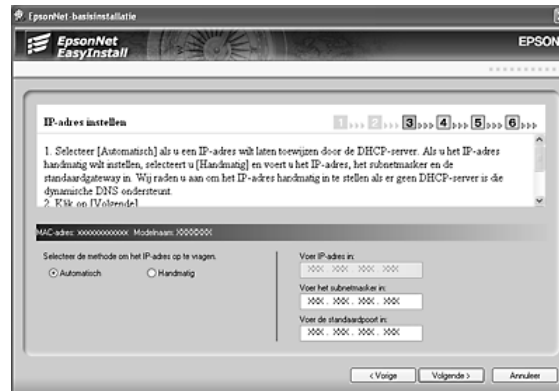 EpsonNet-basisinstallatie
EpsonNet
EasyInstall
EPSON
IP-adres instellen
1 >>> 2 >>> 3 >>> 4 >>> 5 >>> 6 >>>
1. Selecteer [Automatisch] als u een IP-adres wilt laten toewijzen door de DHCP-server. Als u het IP-adres
handmatig wilt instellen, selecteert u [Handmatig] en voert u het IP-adres, het subnetmasker en de
standaardgateway in. Wij raden u aan om het IP-adres handmatig in te stellen als er geen DHCP-server is die
dynamische DNS ondersteunt.
2. Klik op [Volgende]
MAC-adres: XXXXXXXXXXXX Modelnaam: XXXXXXX
Selecteer de methode om het IP-adres op te vragen.
Automatisch
Handmatig
Voer IP-adres in:
XXX . XXX . XXX . XXX
Voer het subnetmasker in:
XXX . XXX . XXX . XXX
Voer de standaardpoort in:
XXX . XXX . XXX . XXX
< Vorige
Volgende >
Annuleer